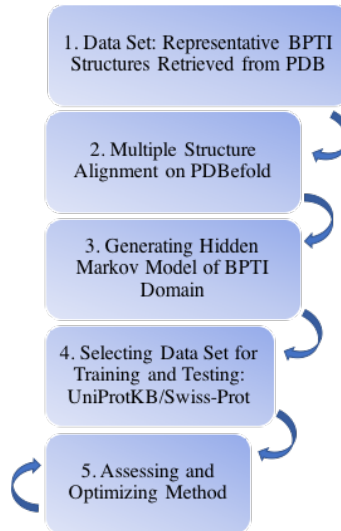 1. Data Set: Representative BPTI
Structures Retrieved from PDB
2. Multiple Structure
Alignment on PDBefold
3. Generating Hidden
Markov Model of BPTI
Domain
4. Selecting Data Set for
Training and Testing:
UniProtKB/Swiss-Prot
5. Assessing and
Optimizing Method